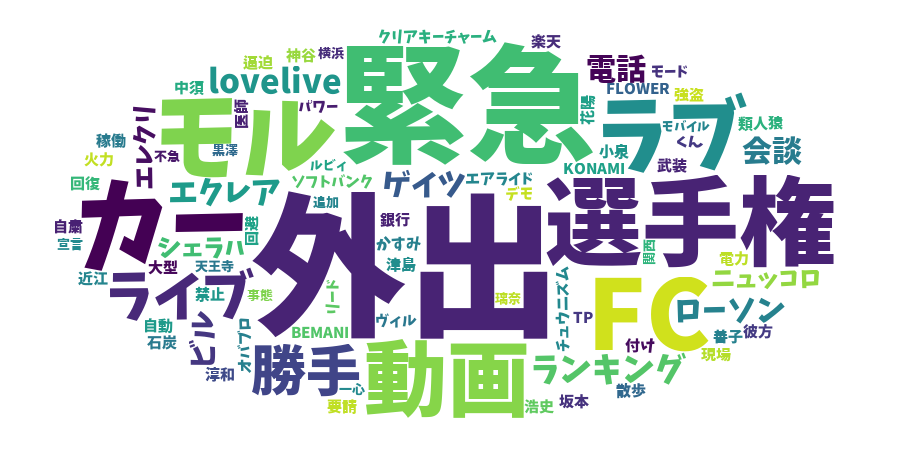 クリアキーチャーム
楽天
神谷
横浜
逼迫
緊急
電話
モード
中須
lovelive
FLOWER
強盗
モル
医師
パワー
花陽
ラブ
モバイル
類人猿
エレクリ
稼働
くん
火力
不急
黒澤
ルビィ
小泉
会談
回復
エクレア
ソフトバンク
ゲイツ
エアライド
KONAMI
武装
デモ
カー
追加
外出
選手権
自粛
宣言
シエラハ
回避
銀行
かすみ
関西
近江
大型
天王寺
津島
電力
ニュッコロ
ライブ
禁止
事態
リード
璃奈
チュウニズム
FC
ローソン
自動
石炭
ビル
オバブロ
BEMANI
ヴィル
TP
付け
善子
彼方
現場
淳和
勝手
一心
動画
ランキング
散歩
要請
浩史
坂本